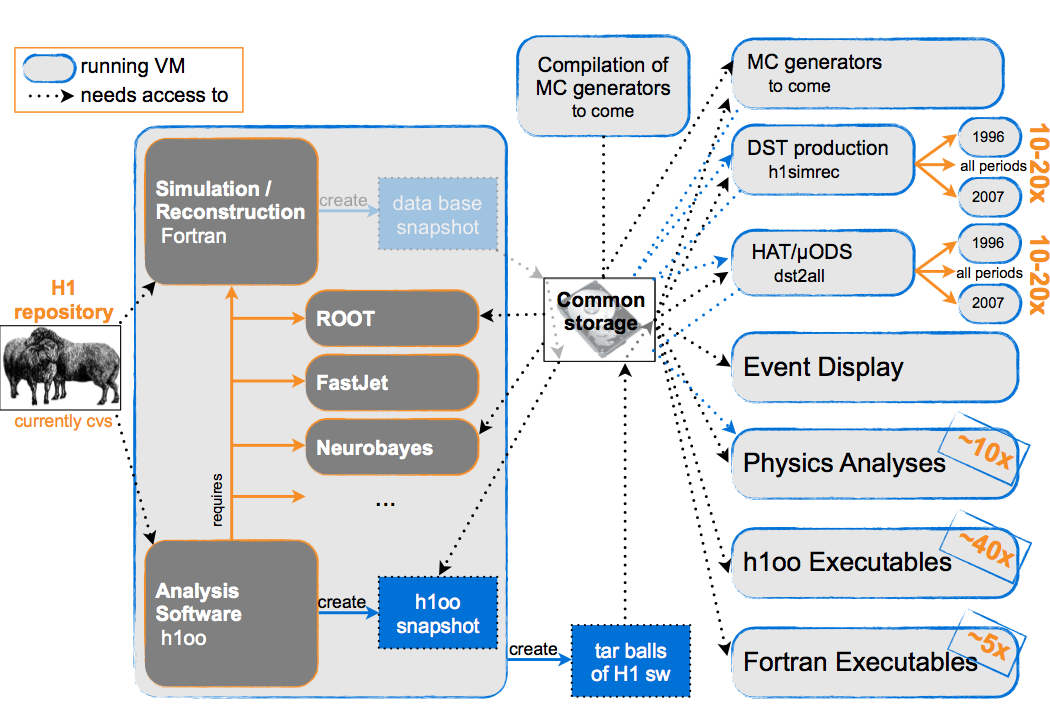 running VM
needs access to
Compilation of
MC generators
to come
MC generators
to come
DST production
h1simrec
1996
all periods
2007
10-20x
HAT/µODS
dst2all
1996
all periods
2007
10-20x
Simulation /
Reconstruction
Fortran
create
data base
snapshot
H1
repository
currently cvs
ROOT
FastJet
Neurobayes
...
requires
Common
storage
Event Display
Physics Analyses
~10x
h1oo Executables
~40x
Fortran Executables
~5x
Analysis
Software
h1oo
create
h1oo
snapshot
create
tar balls
of H1 sw